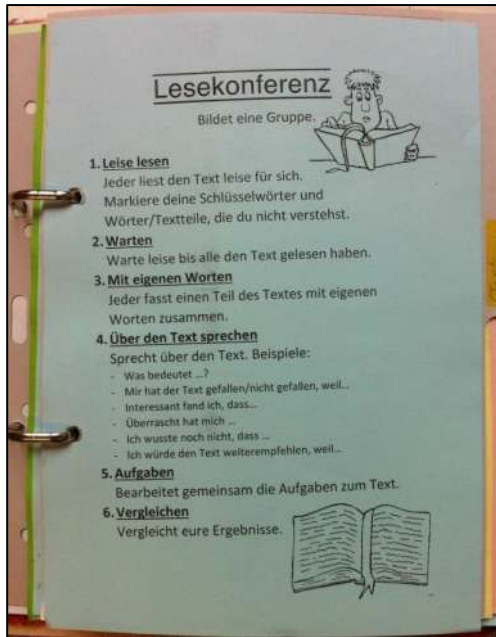 Lesekonferenz
Bildet eine Gruppe.
1. Leise lesen
Jeder liest den Text leise für sich.
Markiere deine Schlüsselwörter und
Wörter/Textteile, die du nicht verstehst.
2. Warten
Warte leise bis alle den Text gelesen haben.
3. Mit eigenen Worten
Jeder fasst einen Teil des Textes mit eigenen
Worten zusammen.
4. Über den Text sprechen
Sprecht über den Text. Beispiele:
- Was bedeutet ...?
- Mir hat der Text gefallen/nicht gefallen, weil...
- Interessant fand ich, dass...
- Überrascht hat mich ...
- Ich wusste noch nicht, dass ...
- Ich würde den Text weiterempfehlen, weil...
5. Aufgaben
Bearbeitet gemeinsam die Aufgaben zum Text.
6. Vergleichen
Vergleicht eure Ergebnisse.